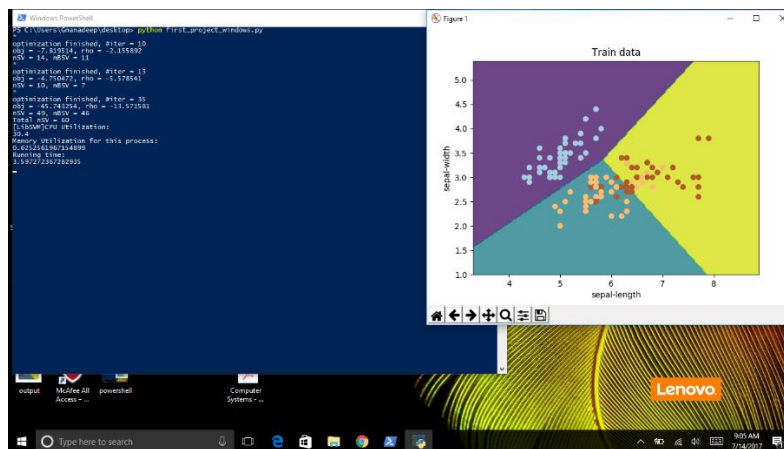 Windows PowerShell
PS C:\Users\Gnanadeep\desktop> python first_project_windows.py
*
optimization finished, #iter = 10
obj = -7.819514, rho = -2.155892
nSV = 14, nBSV = 11
*
optimization finished, #iter = 13
obj = -4.750472, rho = -5.578541
nSV = 10, nBSV = 7
*
optimization finished, #iter = 35
obj = -45.743254, rho = -13.571581
nSV = 49, nBSV = 46
Total nSV = 60
[LibSVM]CPU Utilization:
30.4
Memory Utilization for this process:
0.6252561967154899
Running time:
3.597272367282935
Figure 1
Train data
5.0
4.5
4.0
3.5
3.0
2.5
2.0
1.5
1.0
sepal-width
4 5 6 7 8
sepal-length
output
McAfee All
Access – ...
powershell
Computer
Systems - ...
Lenovo
Type here to search
9:05 AM
7/14/2017